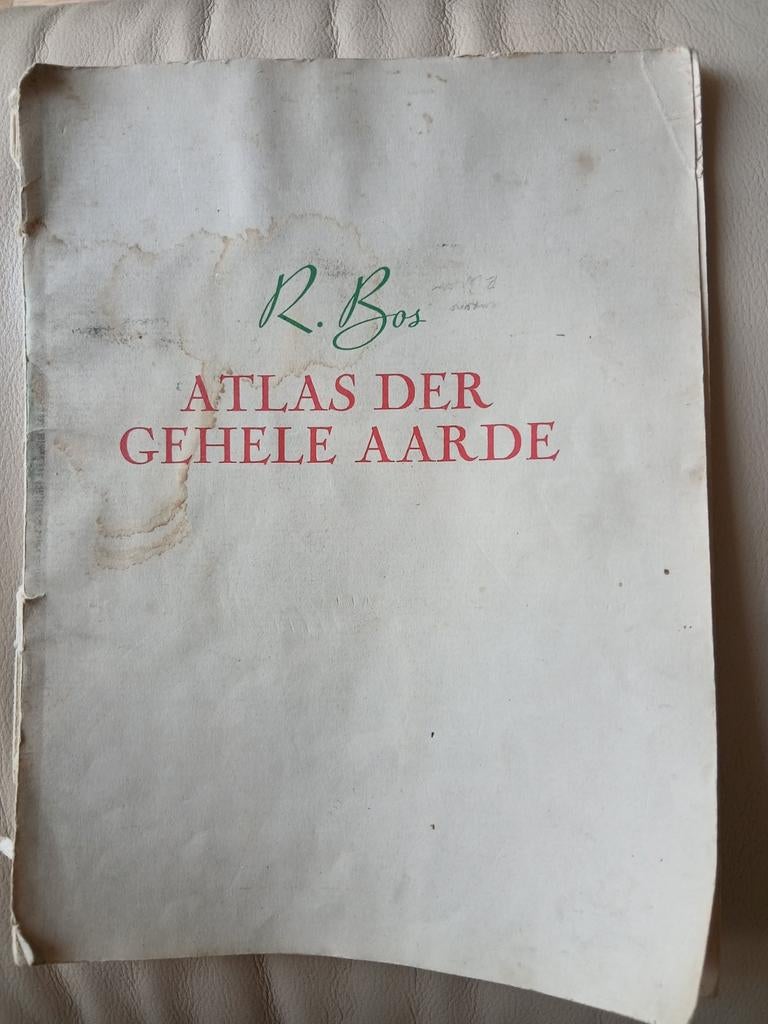 R. Bos
ATLAS DER
GEHELE AARDE